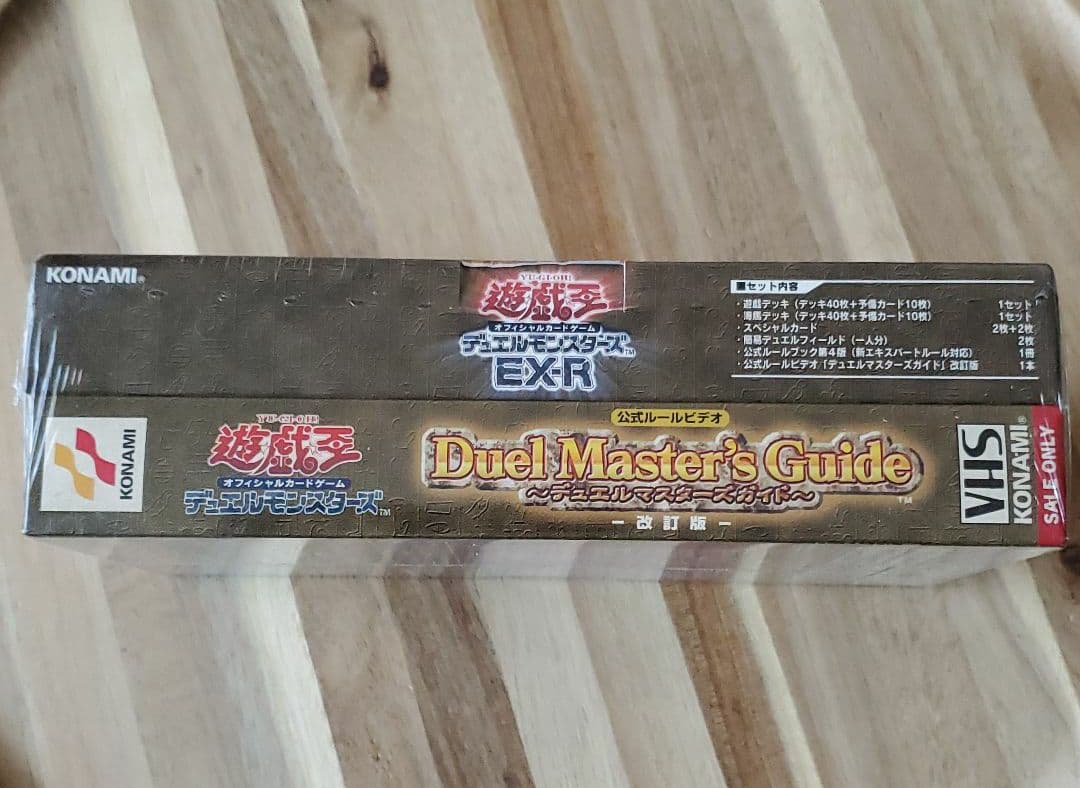 KONAMI®
YU-GI-OH!
遊戯王
オフィシャルカードゲーム
デュエルモンスターズ™
EX-R
■セット内容
・遊戯デッキ(デッキ40枚+予備カード10枚) 1セット
・海馬デッキ(デッキ40枚+予備カード10枚) 1セット
・スペシャルカード 2枚+2枚
・簡易デュエルフィールド(一人分) 2枚
・公式ルールブック第4版(新エキスパートルール対応) 1冊
・公式ルールビデオ「デュエルマスターズガイド」改訂版 1本
KONAMI
YU-GI-OH!
遊戯王
オフィシャルカードゲーム
デュエルモンスターズ™
公式ルールビデオ
Duel Master's Guide™
~デュエルマスターズガイド~
-改訂版-
VHS
KONAMI®
SALE ONLY